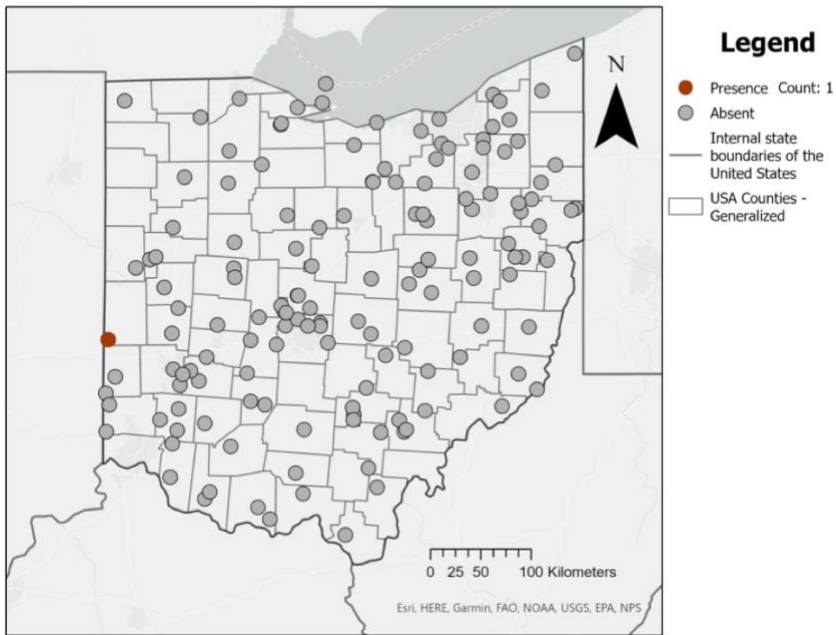 Legend
N
Presence Count: 1
Absent
Internal state
boundaries of the
United States
USA Counties -
Generalized
0 25 50 100 Kilometers
Esri, HERE, Garmin, FAO, NOAA, USGS, EPA, NPS